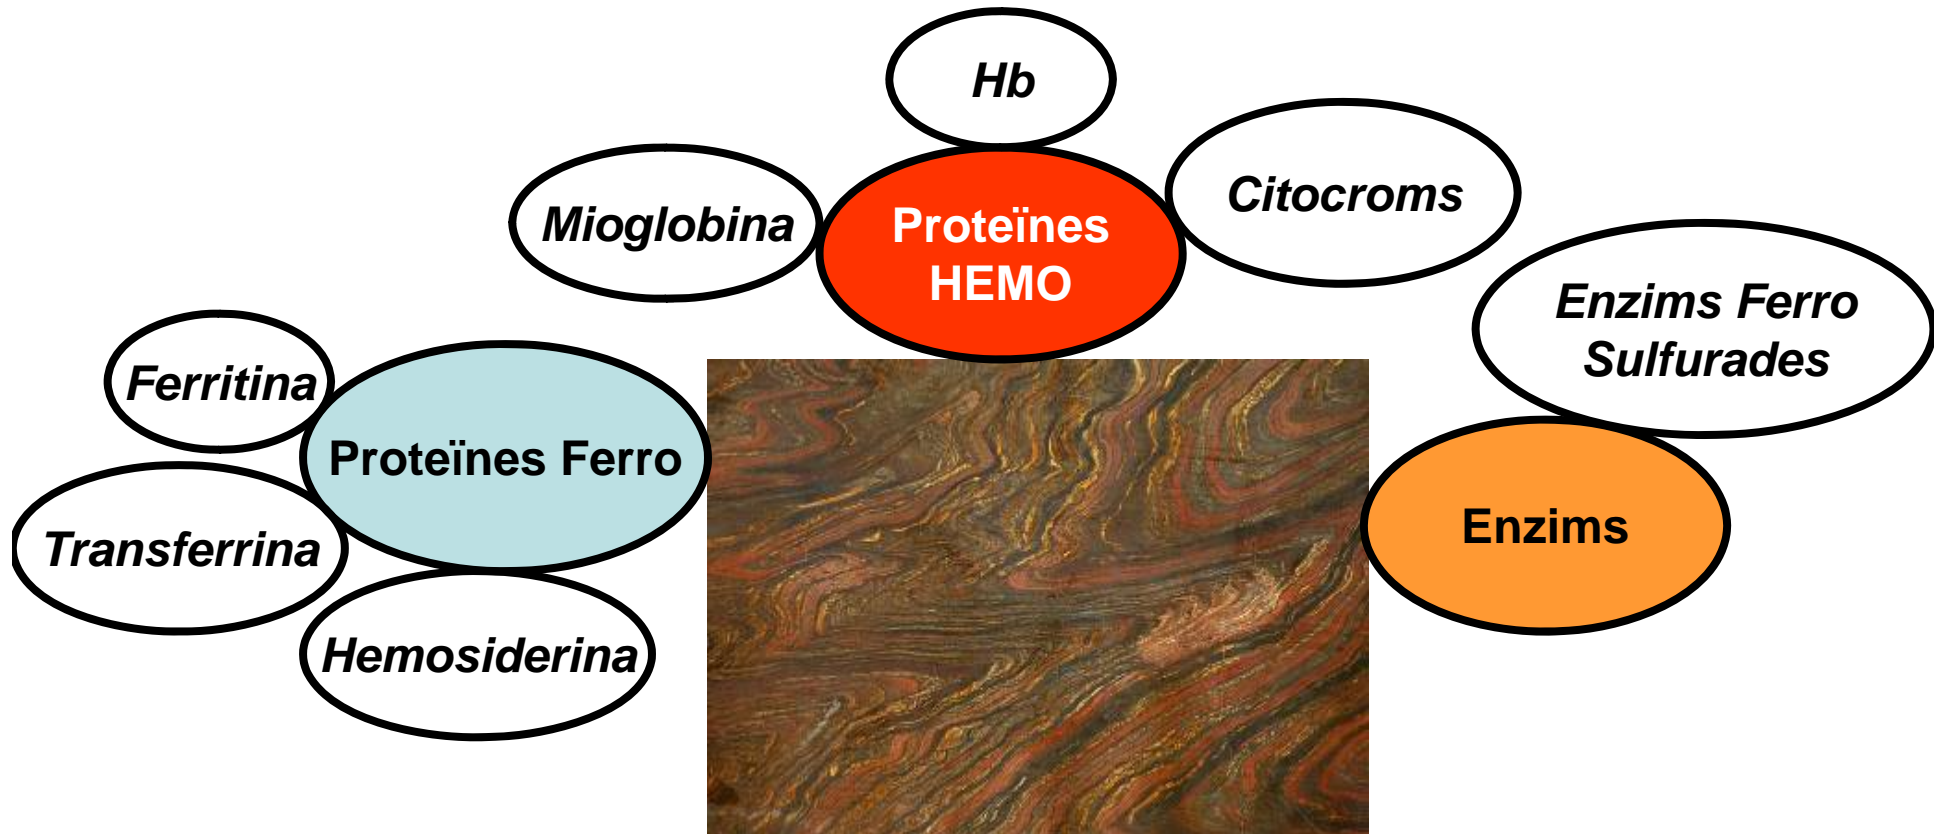 Hb
Mioglobina
Proteïnes
HEMO
Citocroms
Enzims Ferro
Sulfurades
Ferritina
Proteïnes Ferro
Transferrina
Hemosiderina
Enzims